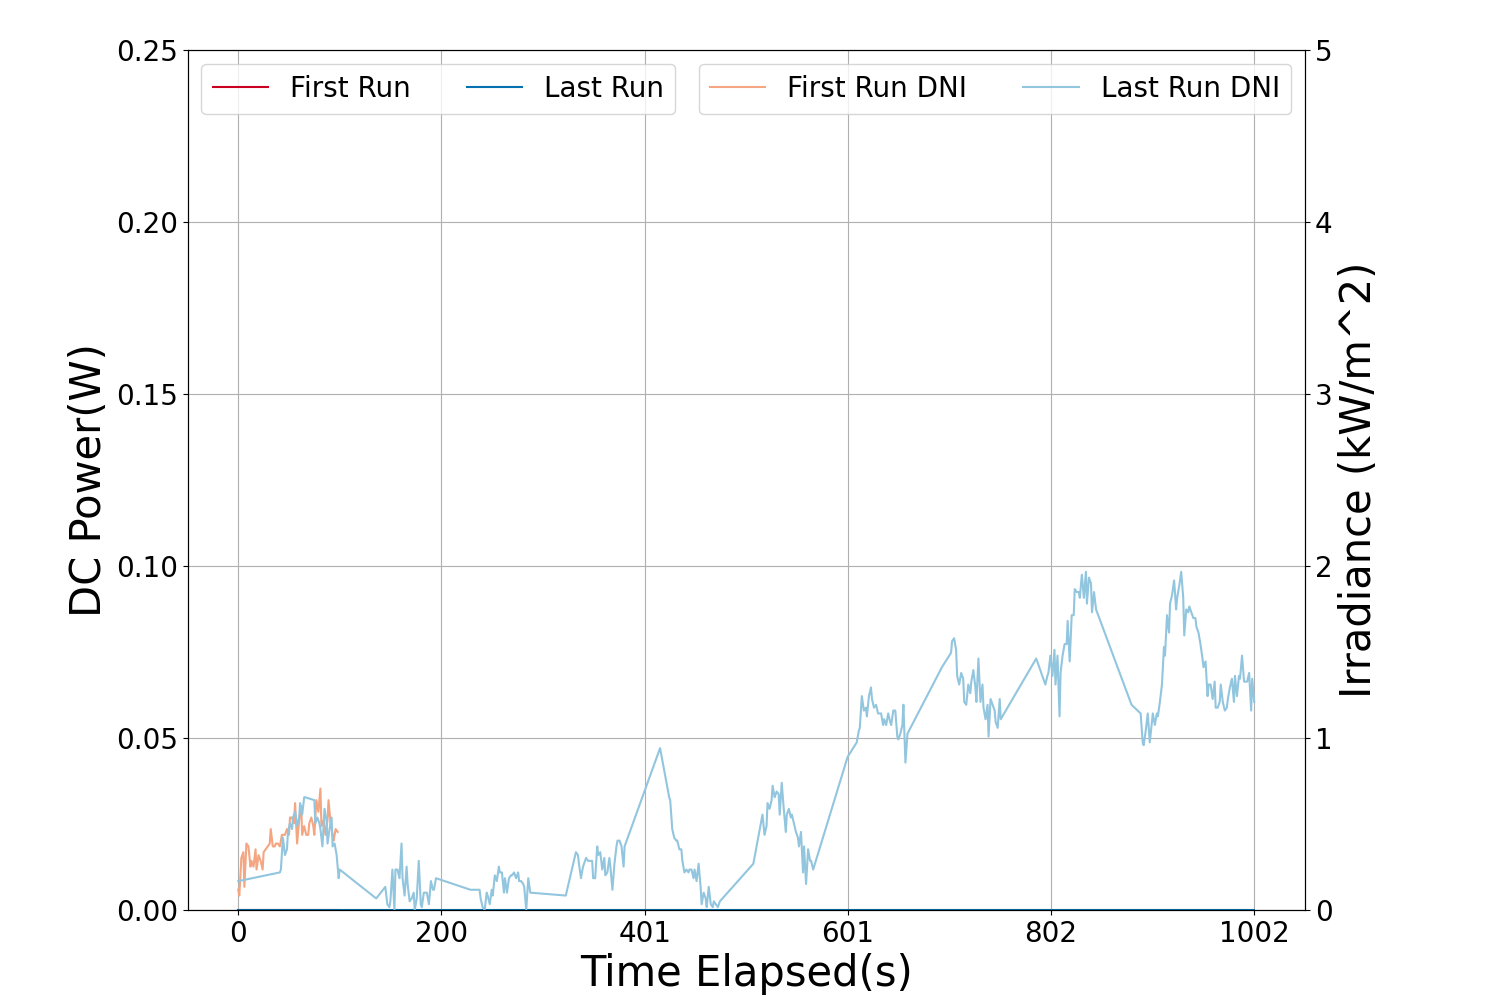 First Run
Last Run
First Run DNI
Last Run DNI
DC Power(W)
0.25
0.20
0.15
0.10
0.05
0.00
5
4
3
2
1
0
Irradiance (kW/m^2)
0
200
401
601
802
1002
Time Elapsed(s)